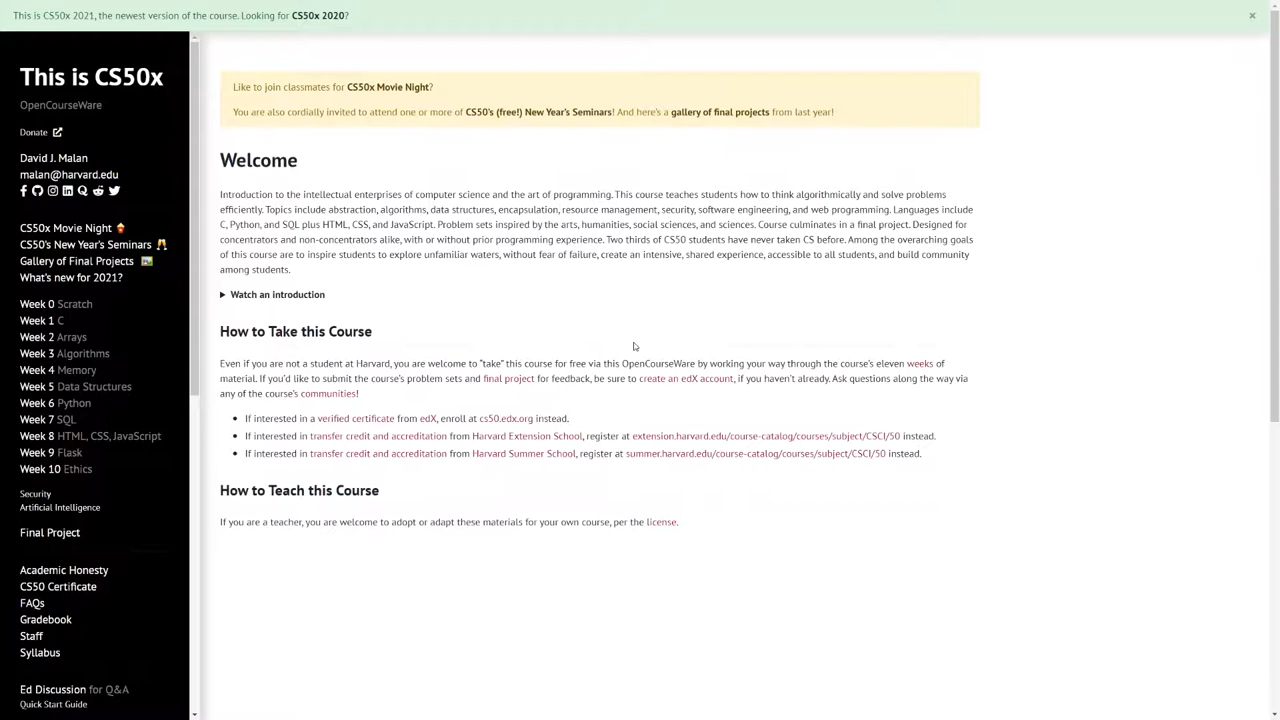 This is CS50x 2021, the newest version of the course. Looking for CS50x 2020?
×
This is CS50x
OpenCourseWare
Donate
David J. Malan
malan@harvard.edu
CS50x Movie Night
CS50's New Year's Seminars
Gallery of Final Projects
What's new for 2021?
Week 0 Scratch
Week 1 C
Week 2 Arrays
Week 3 Algorithms
Week 4 Memory
Week 5 Data Structures
Week 6 Python
Week 7 SQL
Week 8 HTML, CSS, JavaScript
Week 9 Flask
Week 10 Ethics
Security
Artificial Intelligence
Final Project
Academic Honesty
CS50 Certificate
FAQs
Gradebook
Staff
Syllabus
Ed Discussion for Q&A
Quick Start Guide
Like to join classmates for CS50x Movie Night?
You are also cordially invited to attend one or more of CS50's (free!) New Year's Seminars! And here's a gallery of final projects from last year!
Welcome
Introduction to the intellectual enterprises of computer science and the art of programming. This course teaches students how to think algorithmically and solve problems
efficiently. Topics include abstraction, algorithms, data structures, encapsulation, resource management, security, software engineering, and web programming. Languages include
C, Python, and SQL plus HTML, CSS, and JavaScript. Problem sets inspired by the arts, humanities, social sciences, and sciences. Course culminates in a final project. Designed for
concentrators and non-concentrators alike, with or without prior programming experience. Two thirds of CS50 students have never taken CS before. Among the overarching goals
of this course are to inspire students to explore unfamiliar waters, without fear of failure, create an intensive, shared experience, accessible to all students, and build community
among students.
Watch an introduction
How to Take this Course
Even if you are not a student at Harvard, you are welcome to "take" this course for free via this OpenCourseWare by working your way through the course's eleven weeks of
material. If you'd like to submit the course's problem sets and final project for feedback, be sure to create an edX account, if you haven't already. Ask questions along the way via
any of the course's communities!
• If interested in a verified certificate from edX, enroll at cs50.edx.org instead.
• If interested in transfer credit and accreditation from Harvard Extension School, register at extension.harvard.edu/course-catalog/courses/subject/CSCI/50 instead.
• If interested in transfer credit and accreditation from Harvard Summer School, register at summer.harvard.edu/course-catalog/courses/subject/CSCI/50 instead.
How to Teach this Course
If you are a teacher, you are welcome to adopt or adapt these materials for your own course, per the license.